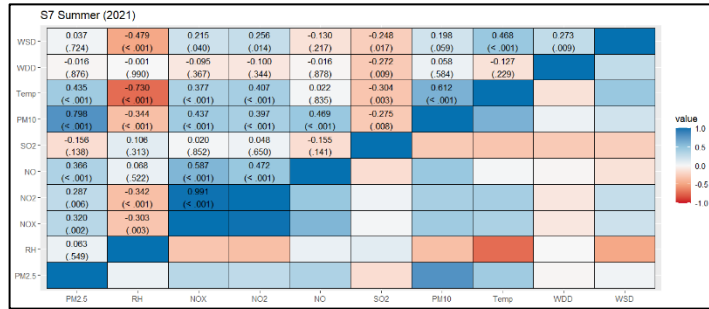 S7 Summer (2021)
WSD 0.037 -0.479 0.215 0.256 -0.130 -0.248 0.198 0.468 0.273
(.724) (< .001) (.040) (.014) (.217) (.017) (.059) (< .001) (.009)
WDD -0.016 -0.001 -0.095 -0.100 -0.016 -0.272 0.058 -0.127
(.876) (.990) (.367) (.344) (.878) (.009) (.584) (.229)
Temp 0.435 -0.730 0.377 0.407 0.022 -0.304 0.612
(< .001) (< .001) (< .001) (< .001) (.835) (.003) (< .001)
PM10 0.798 -0.344 0.437 0.397 0.469 -0.275
(< .001) (< .001) (< .001) (< .001) (< .001) (.008)
SO2 -0.156 0.106 0.020 0.048 -0.155
(.138) (.313) (.852) (.650) (.141)
NO 0.366 0.068 0.587 0.472
(< .001) (.522) (< .001) (< .001)
NO2 0.287 -0.342 0.991
(.006) (< .001) (< .001)
NOX 0.320 -0.303
(.002) (.003)
RH 0.063
(.549)
PM2.5
PM2.5 RH NOX NO2 NO SO2 PM10 Temp WDD WSD
value
1.0
0.5
0.0
-0.5
-1.0